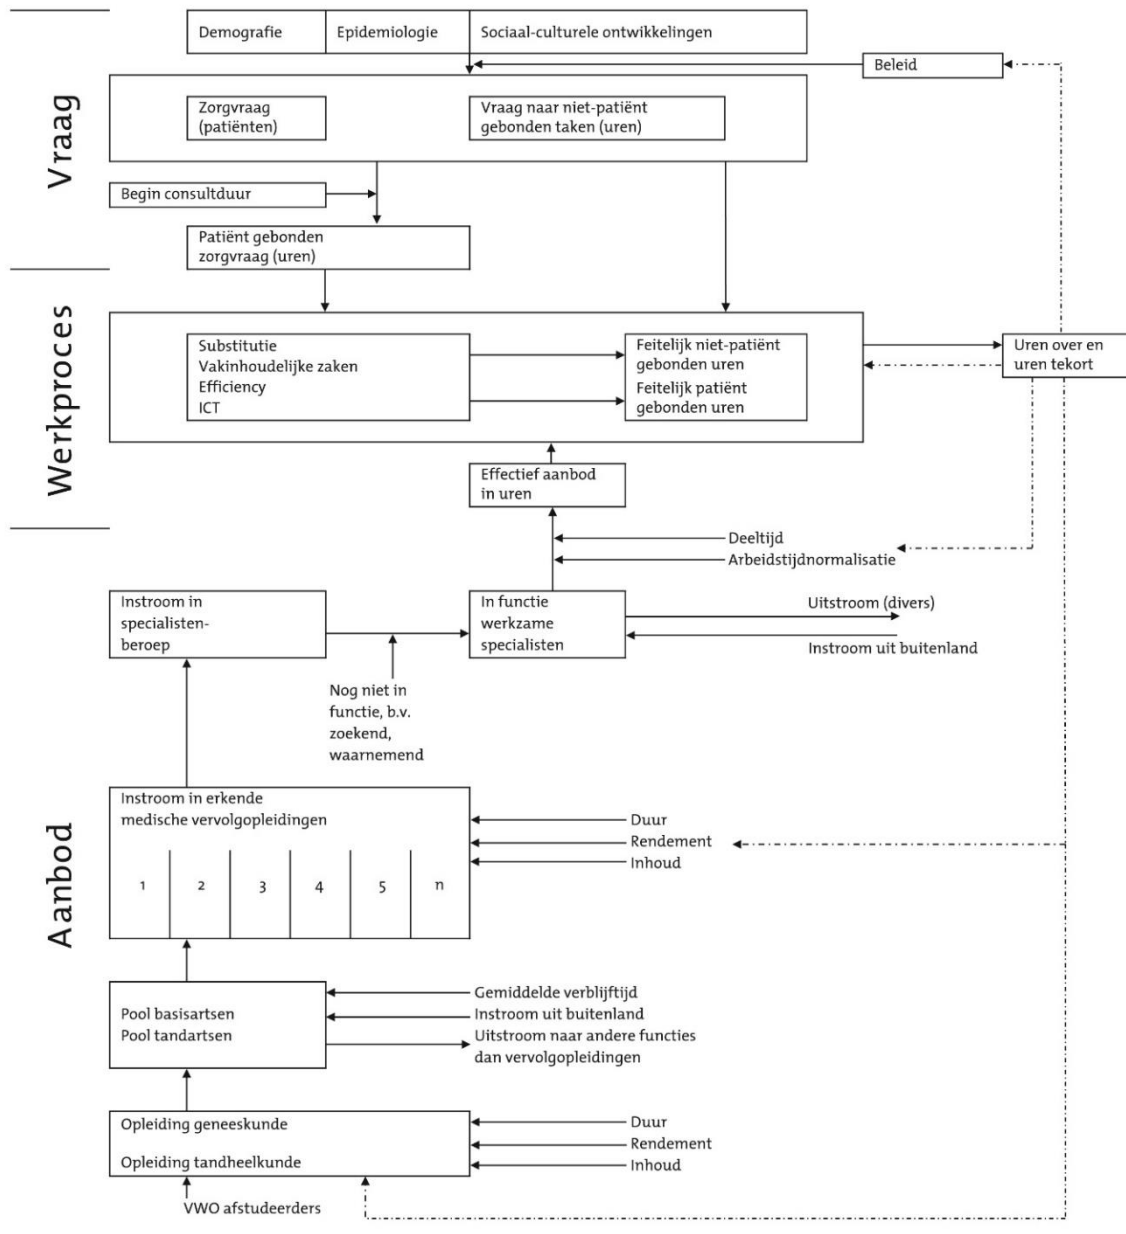 Vraag
Demografie
Epidemiologie
Sociaal-culturele ontwikkelingen
Beleid
Zorgvraag
(patiënten)
Vraag naar niet-patiënt
gebonden taken (uren)
Begin consultduur
Patiënt gebonden
zorgvraag (uren)
Werkproces
Substitutie
Vakinhoudelijke zaken
Efficiency
ICT
Feitelijk niet-patiënt
gebonden uren
Feitelijk patiënt
gebonden uren
Uren over en
uren tekort
Effectief aanbod
in uren
Deeltijd
Arbeidstijdnormalisatie
Aanbod
Instroom in
specialisten-
beroep
In functie
werkzame
specialisten
Uitstroom (divers)
Instroom uit buitenland
Nog niet in
functie, b.v.
zoekend,
waarnemend
Instroom in erkende
medische vervolgopleidingen
1 2 3 4 5 n
Duur
Rendement
Inhoud
Pool basisartsen
Pool tandartsen
Gemiddelde verblijftijd
Instroom uit buitenland
Uitstroom naar andere functies
dan vervolgopleidingen
Opleiding geneeskunde
Opleiding tandheelkunde
Duur
Rendement
Inhoud
VWO afstudeerders